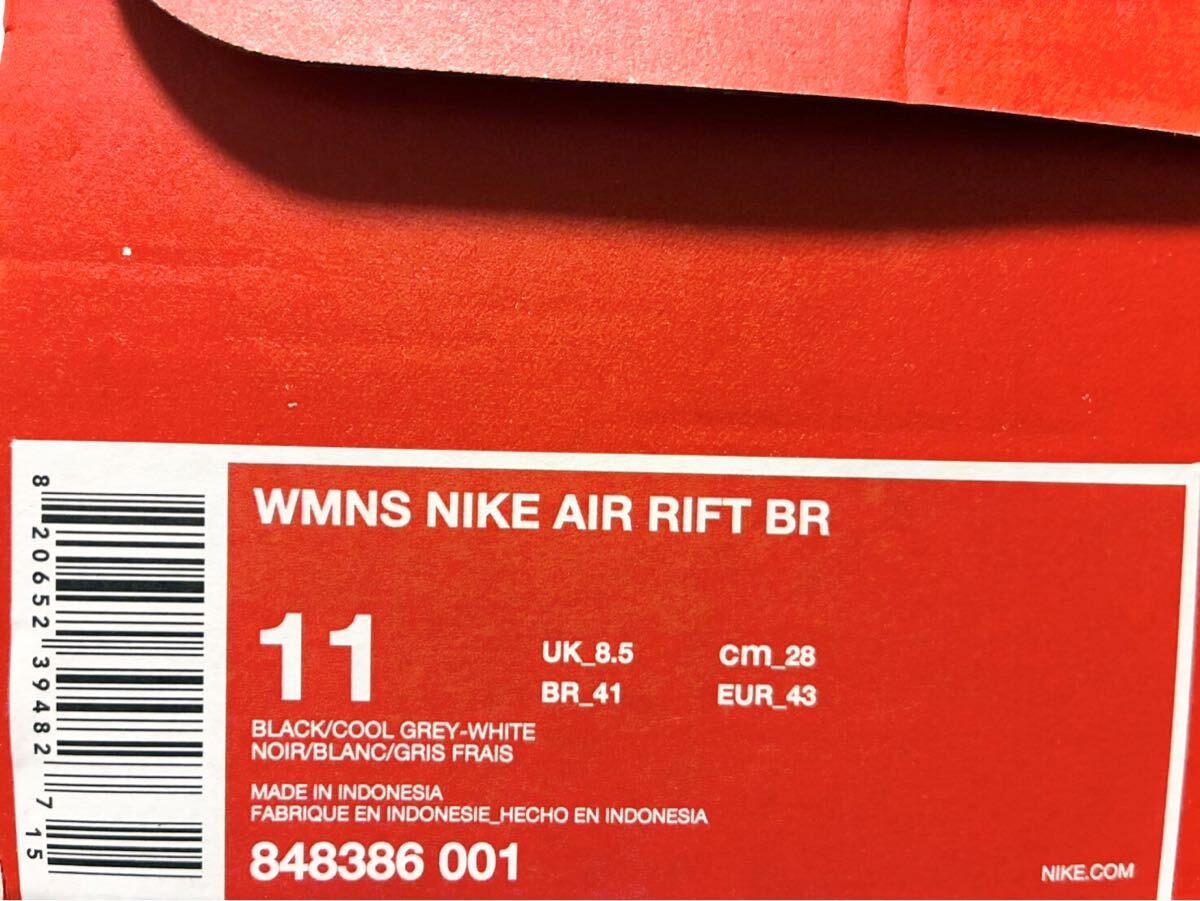 WMNS NIKE AIR RIFT BR
11
UK_8.5 cm_28
BR_41 EUR_43
BLACK/COOL GREY-WHITE
NOIR/BLANC/GRIS FRAIS
MADE IN INDONESIA
FABRIQUE EN INDONESIE_HECHO EN INDONESIA
848386 001
NIKE.COM
8 20652 39482 7 15